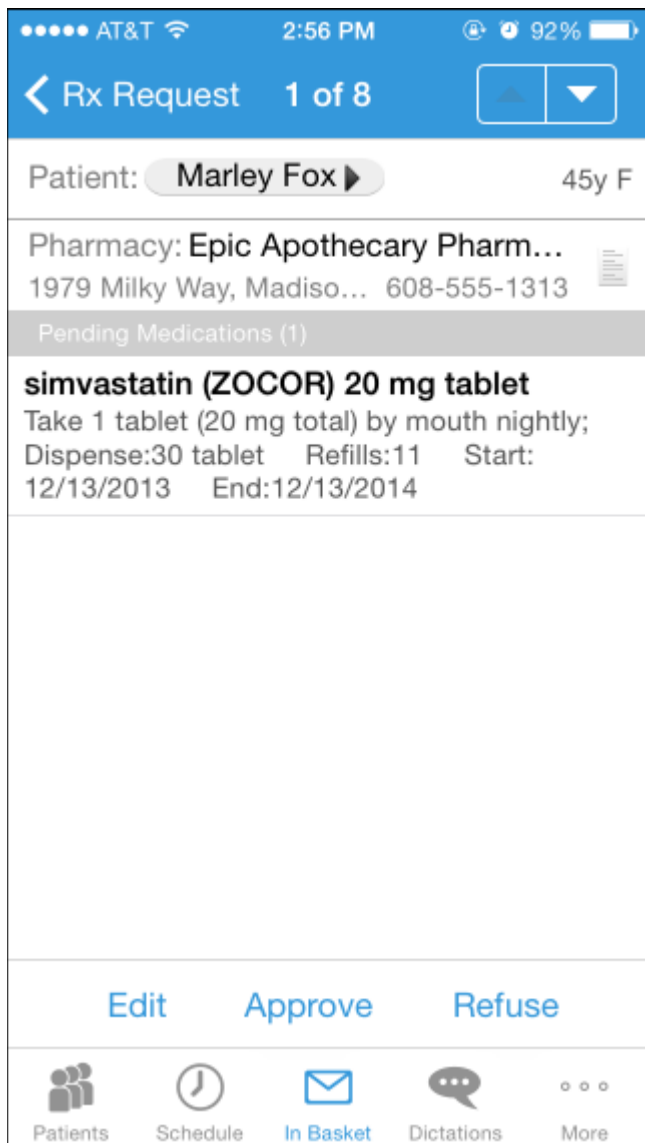 AT&T 2:56 PM 92%
Rx Request 1 of 8
Patient: Marley Fox 45y F
Pharmacy: Epic Apothecary Pharm...
1979 Milky Way, Madiso... 608-555-1313
Pending Medications (1)
simvastatin (ZOCOR) 20 mg tablet
Take 1 tablet (20 mg total) by mouth nightly;
Dispense:30 tablet Refills:11 Start:
12/13/2013 End:12/13/2014
Edit Approve Refuse
Patients Schedule In Basket Dictations More